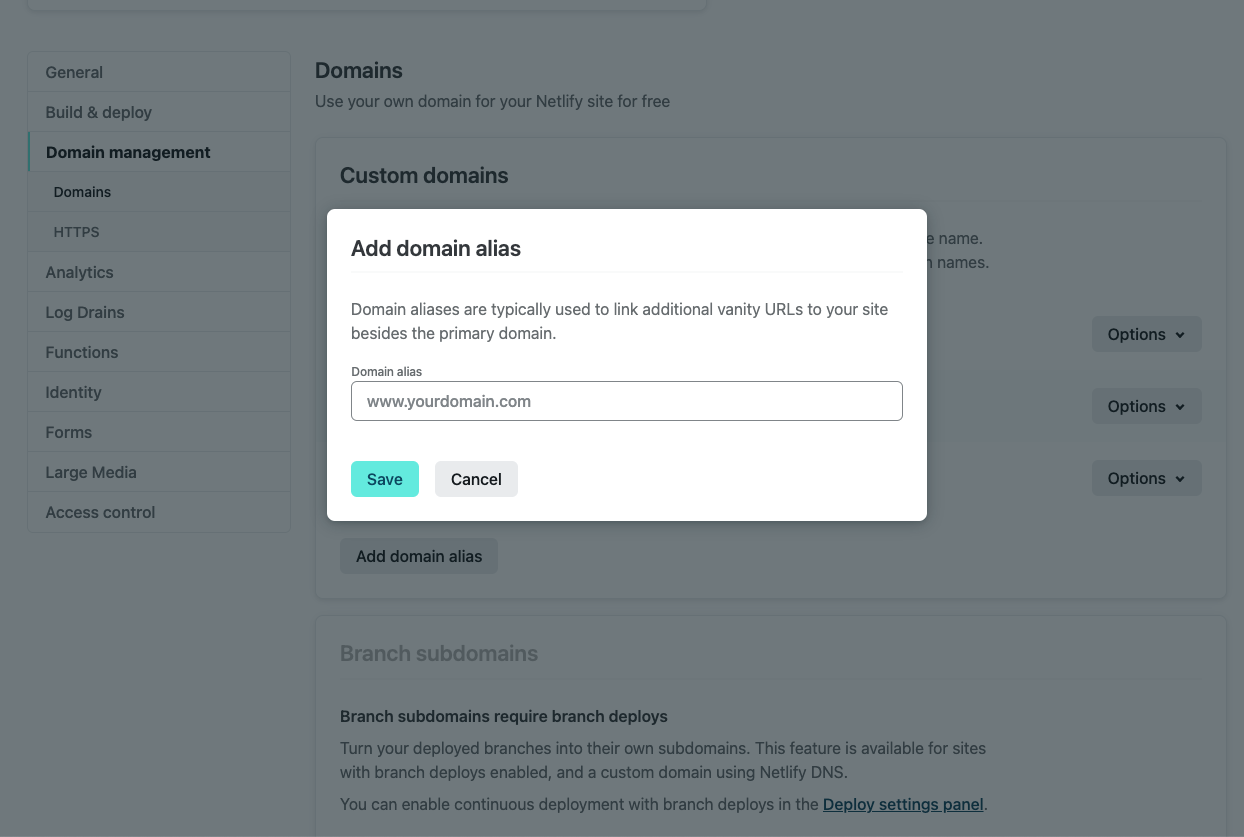 General
Build & deploy
Domain management
Domains
HTTPS
Analytics
Log Drains
Functions
Identity
Forms
Large Media
Access control
Domains
Use your own domain for your Netlify site for free
Custom domains
name.
names.
Options
Options
Options
Add domain alias
Domain aliases are typically used to link additional vanity URLs to your site
besides the primary domain.
Domain alias
www.yourdomain.com
Save Cancel
Add domain alias
Branch subdomains
Branch subdomains require branch deploys
Turn your deployed branches into their own subdomains. This feature is available for sites
with branch deploys enabled, and a custom domain using Netlify DNS.
You can enable continuous deployment with branch deploys in the Deploy settings panel.